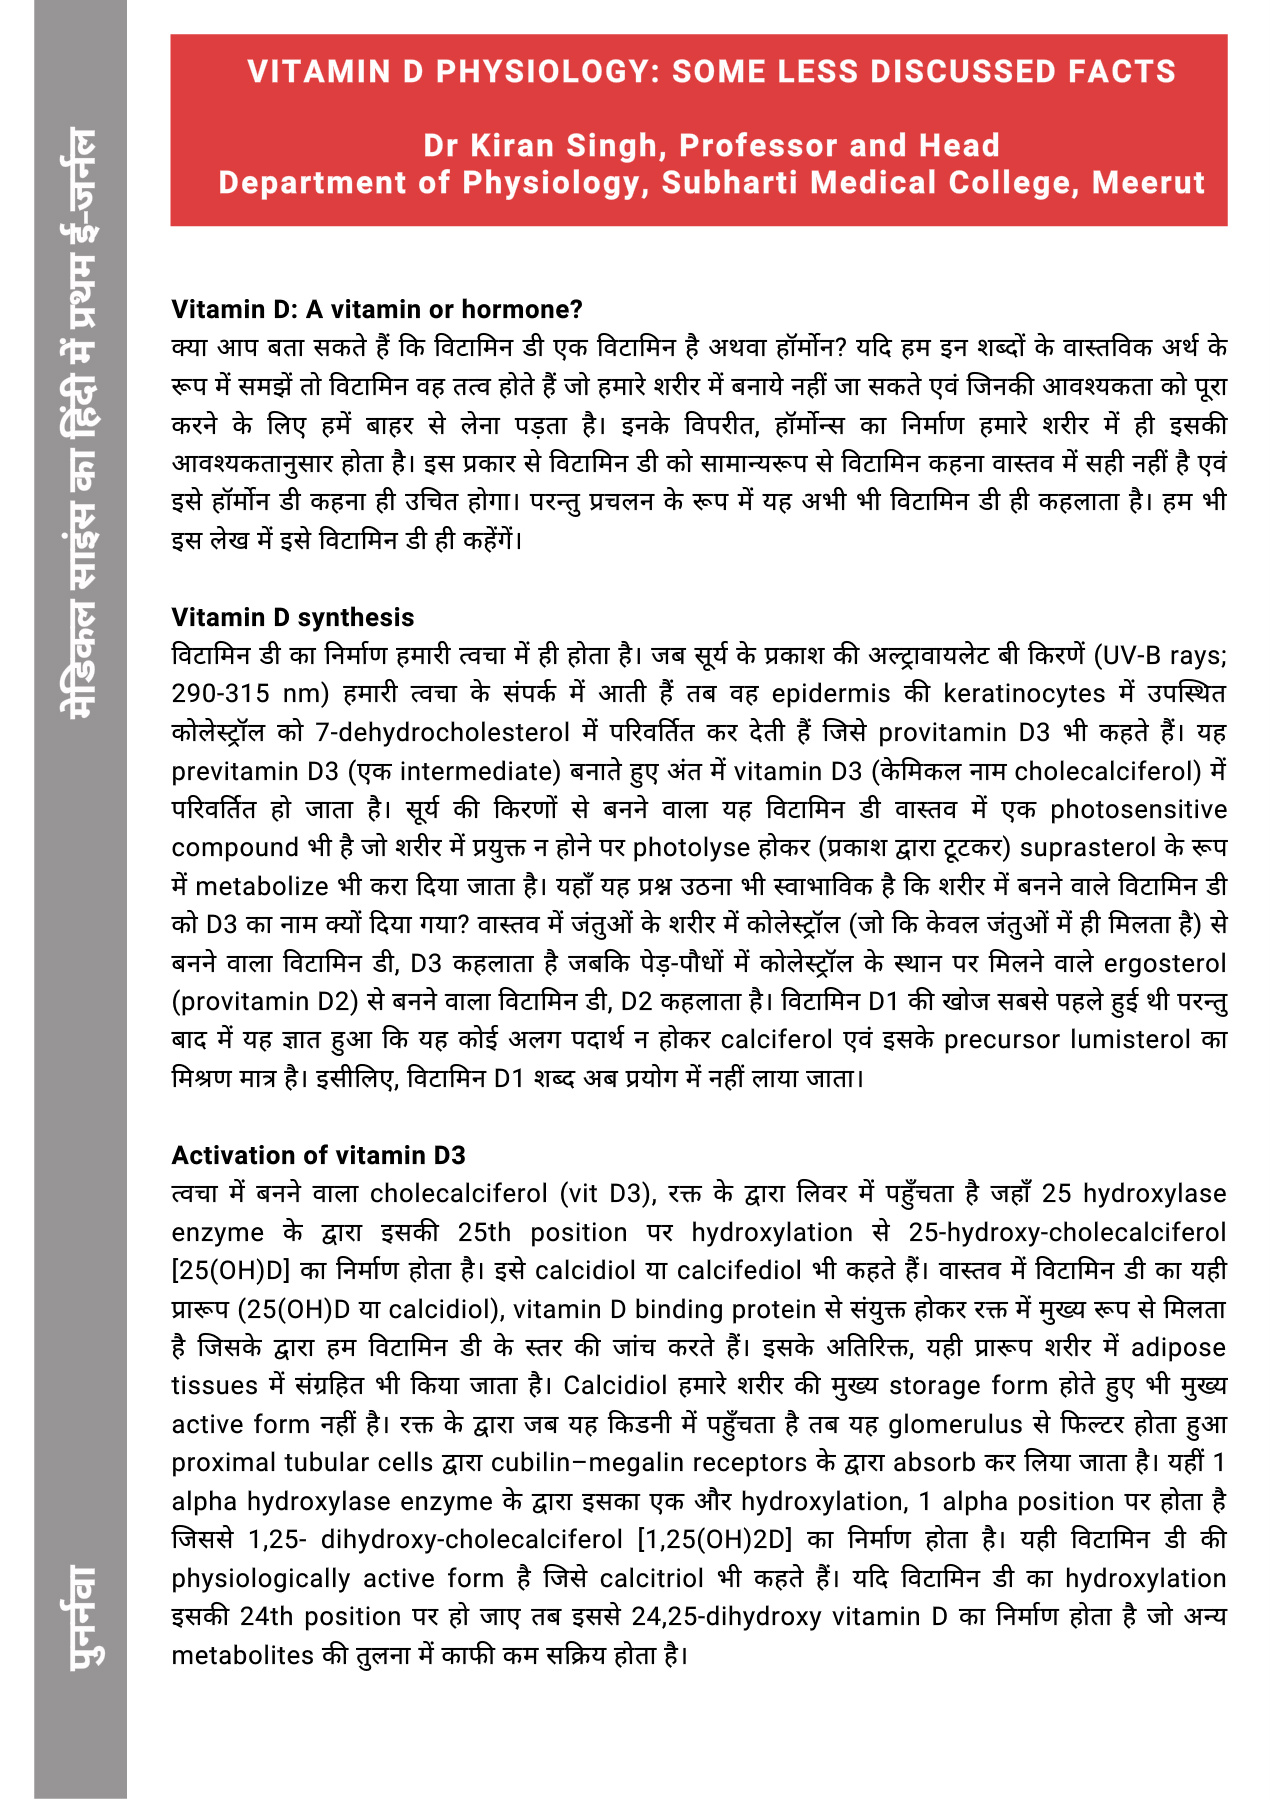 VITAMIN D PHYSIOLOGY: SOME LESS DISCUSSED FACTS
Dr Kiran Singh, Professor and Head
Department of Physiology, Subharti Medical College, Meerut
मेडिकल साइंस का हिंदी में प्रथम ई-जर्नल
पुनर्नवा
Vitamin D: A vitamin or hormone?
क्या आप बता सकते हैं कि विटामिन डी एक विटामिन है अथवा हॉर्मोन? यदि हम इन शब्दों के वास्तविक अर्थ के
रूप में समझें तो विटामिन वह तत्व होते हैं जो हमारे शरीर में बनाये नहीं जा सकते एवं जिनकी आवश्यकता को पूरा
करने के लिए हमें बाहर से लेना पड़ता है। इनके विपरीत, हॉर्मोन्स का निर्माण हमारे शरीर में ही इसकी
आवश्यकतानुसार होता है। इस प्रकार से विटामिन डी को सामान्यरूप से विटामिन कहना वास्तव में सही नहीं है एवं
इसे हॉर्मोन डी कहना ही उचित होगा। परन्तु प्रचलन के रूप में यह अभी भी विटामिन डी ही कहलाता है। हम भी
इस लेख में इसे विटामिन डी ही कहेंगें।
Vitamin D synthesis
विटामिन डी का निर्माण हमारी त्वचा में ही होता है। जब सूर्य के प्रकाश की अल्ट्रावायलेट बी किरणें (UV-B rays;
290-315 nm) हमारी त्वचा के संपर्क में आती हैं तब वह epidermis की keratinocytes में उपस्थित
कोलेस्ट्रॉल को 7-dehydrocholesterol में परिवर्तित कर देती हैं जिसे provitamin D3 भी कहते हैं। यह
previtamin D3 (एक intermediate) बनाते हुए अंत में vitamin D3 (केमिकल नाम cholecalciferol) में
परिवर्तित हो जाता है। सूर्य की किरणों से बनने वाला यह विटामिन डी वास्तव में एक photosensitive
compound भी है जो शरीर में प्रयुक्त न होने पर photolyse होकर (प्रकाश द्वारा टूटकर) suprasterol के रूप
में metabolize भी करा दिया जाता है। यहाँ यह प्रश्न उठना भी स्वाभाविक है कि शरीर में बनने वाले विटामिन डी
को D3 का नाम क्यों दिया गया? वास्तव में जंतुओं के शरीर में कोलेस्ट्रॉल (जो कि केवल जंतुओं में ही मिलता है) से
बनने वाला विटामिन डी, D3 कहलाता है जबकि पेड़-पौधों में कोलेस्ट्रॉल के स्थान पर मिलने वाले ergosterol
(provitamin D2) से बनने वाला विटामिन डी, D2 कहलाता है। विटामिन D1 की खोज सबसे पहले हुई थी परन्तु
बाद में यह ज्ञात हुआ कि यह कोई अलग पदार्थ न होकर calciferol एवं इसके precursor lumisterol का
मिश्रण मात्र है। इसीलिए, विटामिन D1 शब्द अब प्रयोग में नहीं लाया जाता।
Activation of vitamin D3
त्वचा में बनने वाला cholecalciferol (vit D3), रक्त के द्वारा लिवर में पहुँचता है जहाँ 25 hydroxylase
enzyme के द्वारा इसकी 25th position पर hydroxylation से 25-hydroxy-cholecalciferol
[25(OH)D] का निर्माण होता है। इसे calcidiol या calcifediol भी कहते हैं। वास्तव में विटामिन डी का यही
प्रारूप (25(OH)D या calcidiol), vitamin D binding protein से संयुक्त होकर रक्त में मुख्य रूप से मिलता
है जिसके द्वारा हम विटामिन डी के स्तर की जांच करते हैं। इसके अतिरिक्त, यही प्रारूप शरीर में adipose
tissues में संग्रहित भी किया जाता है। Calcidiol हमारे शरीर की मुख्य storage form होते हुए भी मुख्य
active form नहीं है। रक्त के द्वारा जब यह किडनी में पहुँचता है तब यह glomerulus से फिल्टर होता हुआ
proximal tubular cells द्वारा cubilin–megalin receptors के द्वारा absorb कर लिया जाता है। यहीं 1
alpha hydroxylase enzyme के द्वारा इसका एक और hydroxylation, 1 alpha position पर होता है
जिससे 1,25- dihydroxy-cholecalciferol [1,25(OH)2D] का निर्माण होता है। यही विटामिन डी की
physiologically active form है जिसे calcitriol भी कहते हैं। यदि विटामिन डी का hydroxylation
इसकी 24th position पर हो जाए तब इससे 24,25-dihydroxy vitamin D का निर्माण होता है जो अन्य
metabolites की तुलना में काफी कम सक्रिय होता है।